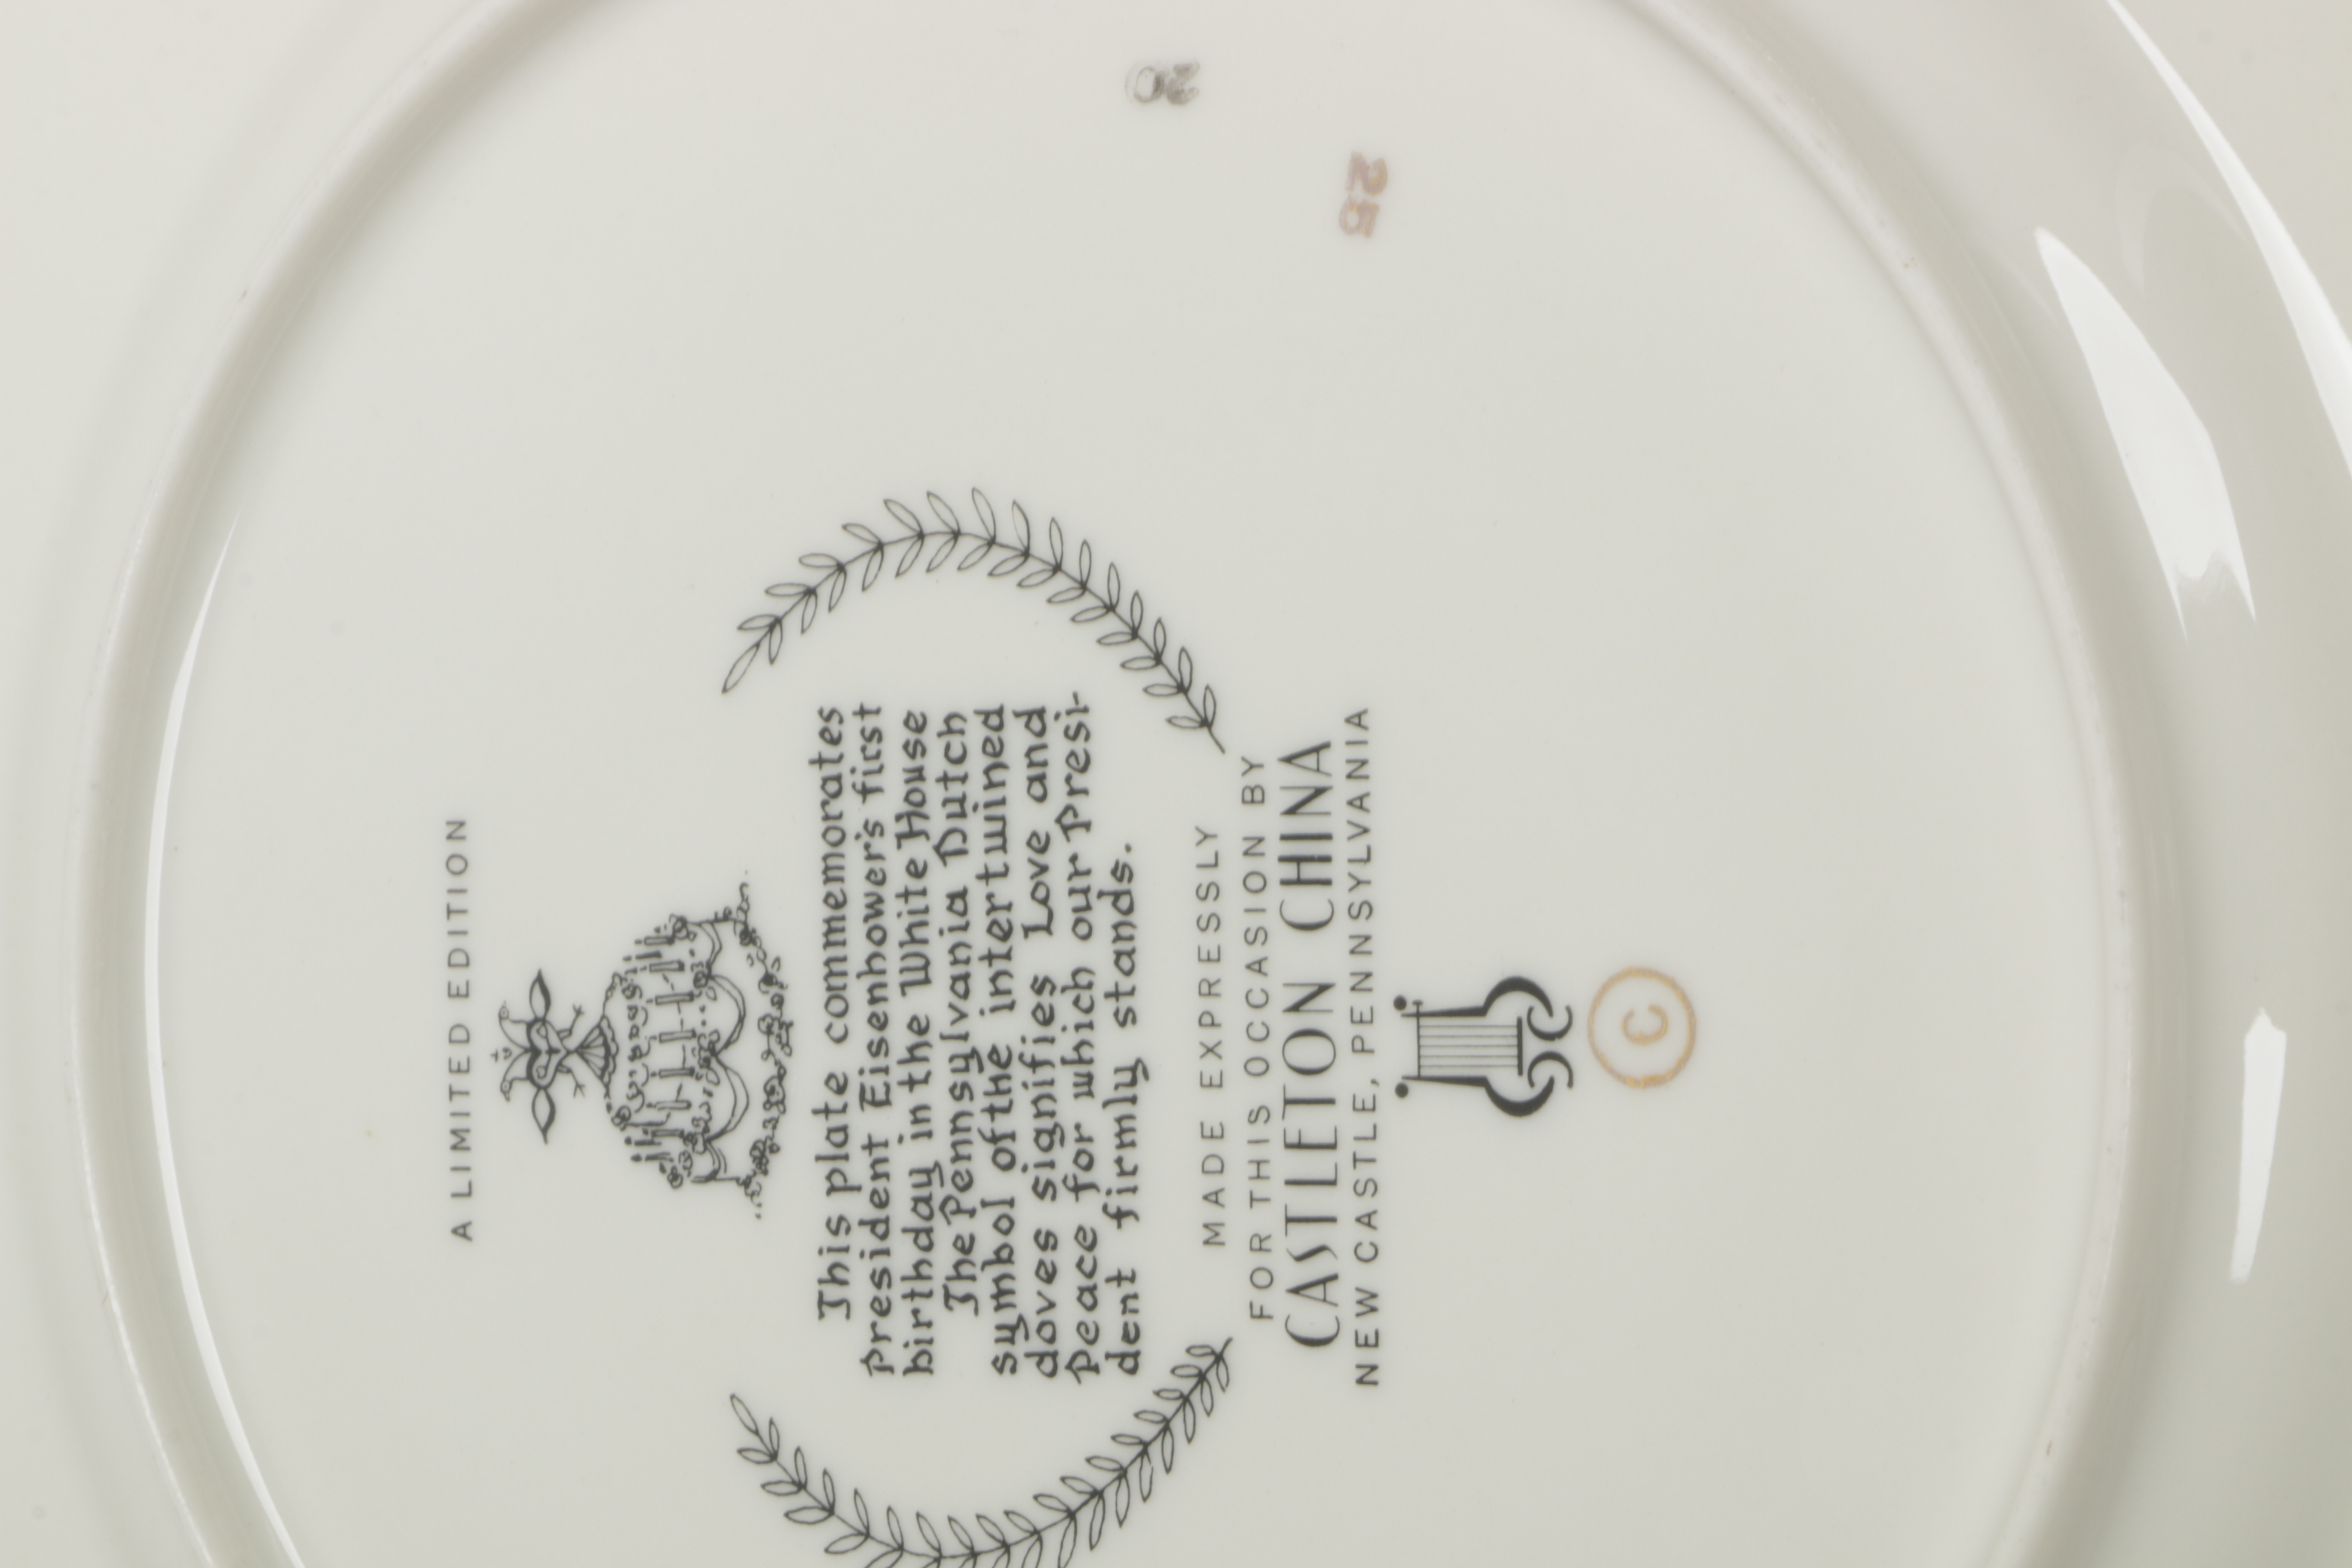 A LIMITED EDITION
This plate commemorates
President Eisenhower's first
birthday in the White House
The Pennsylvania Dutch
symbol of the intertwined
doves signifies Love and
Peace for which our Presi-
dent firmly stands.
MADE EXPRESSLY
FOR THIS OCCASION BY
CASTLETON CHINA
NEW CASTLE, PENNSYLVANIA
©
20
25